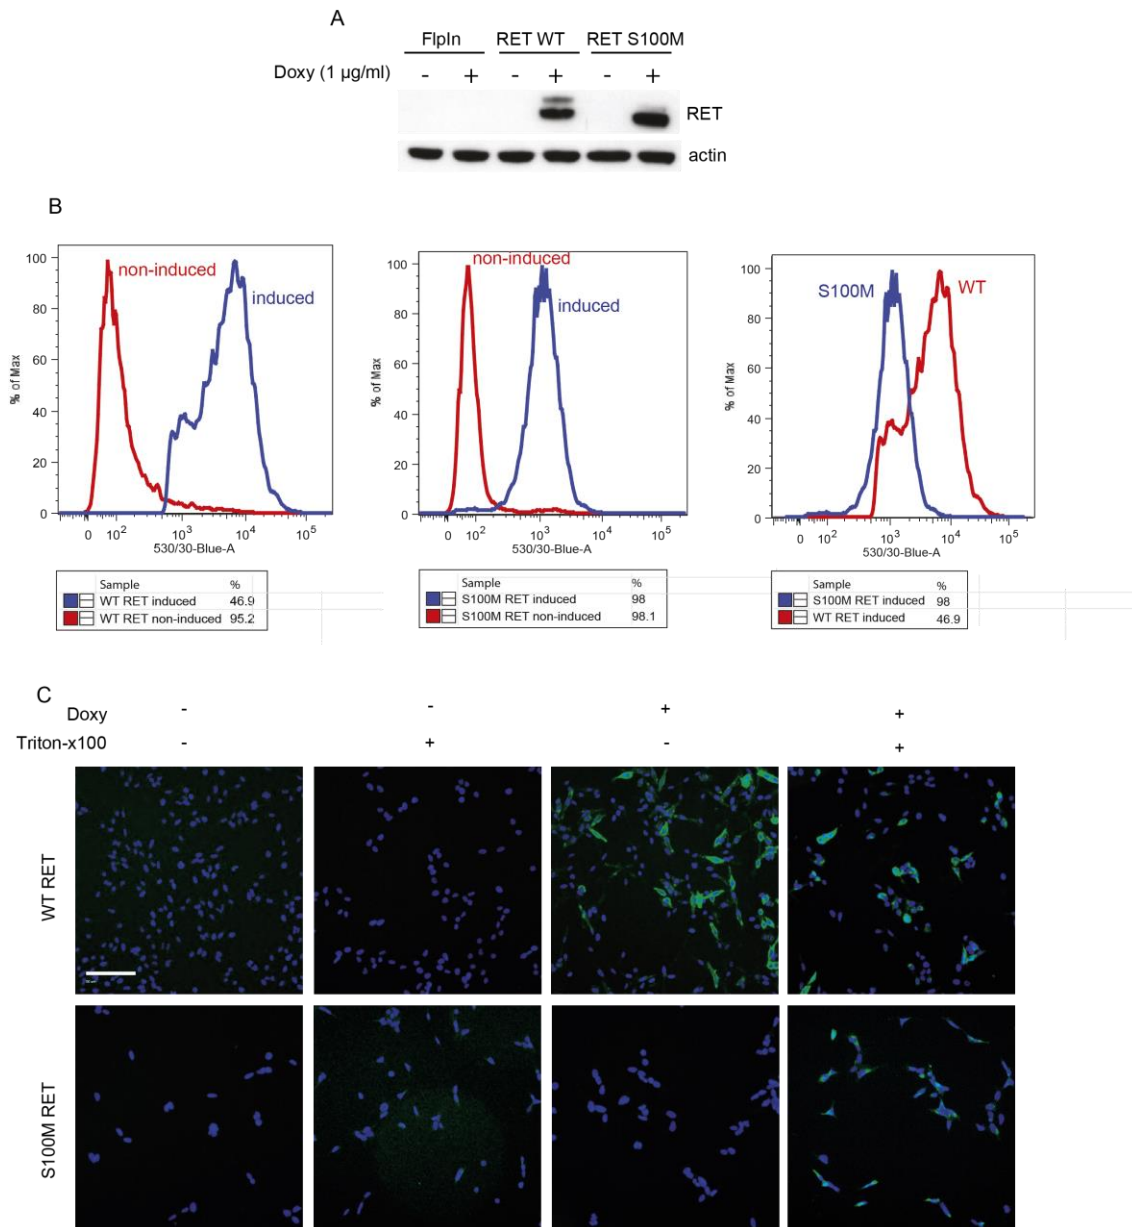 A
FlpIn RET WT RET S100M
Doxy (1 µg/ml) - + - + - +
RET
actin
B
100
80
60
40
20
0
% of Max
non-induced
induced
0 10² 10³ 10⁴ 10⁵
530/30-Blue-A
Sample %
WT RET induced 46.9
WT RET non-induced 95.2
100
80
60
40
20
0
% of Max
non-induced
induced
0 10² 10³ 10⁴ 10⁵
530/30-Blue-A
Sample %
S100M RET induced 98
S100M RET non-induced 98.1
100
80
60
40
20
0
% of Max
S100M
WT
0 10² 10³ 10⁴ 10⁵
530/30-Blue-A
Sample %
S100M RET induced 98
WT RET induced 46.9
C
Doxy - - + +
Triton-x100 - + - +
WT RET
S100M RET